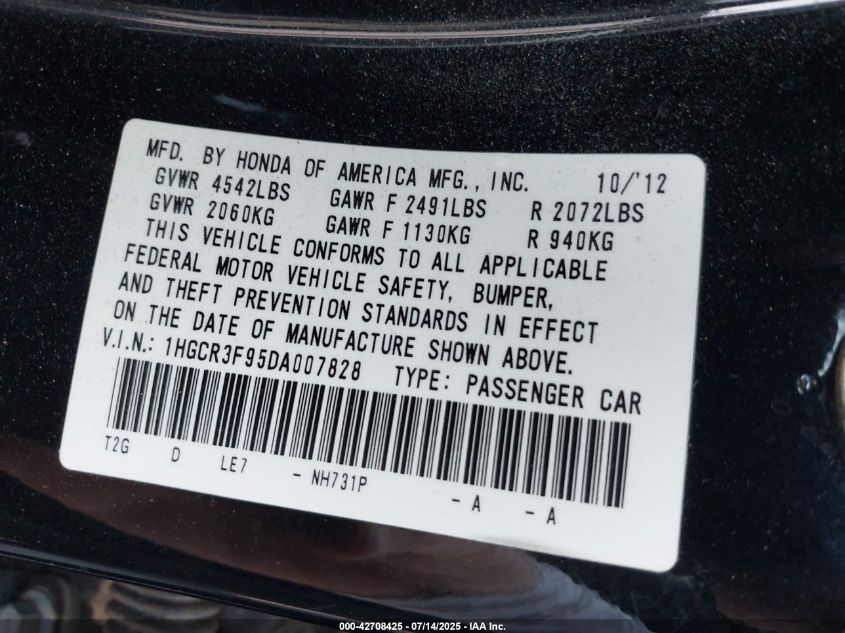 MFD. BY HONDA OF AMERICA MFG., INC. 10/'12
GVWR 4542LBS GAWR F 2491LBS R 2072LBS
GVWR 2060KG GAWR F 1130KG R 940KG
THIS VEHICLE CONFORMS TO ALL APPLICABLE
FEDERAL MOTOR VEHICLE SAFETY, BUMPER,
AND THEFT PREVENTION STANDARDS IN EFFECT
ON THE DATE OF MANUFACTURE SHOWN ABOVE.
V.I.N.: 1HGCR3F95DA007828 TYPE: PASSENGER CAR
T2G D LE7 - NH731P - A - A
000-42708425 - 07/14/2025 - IAA Inc.